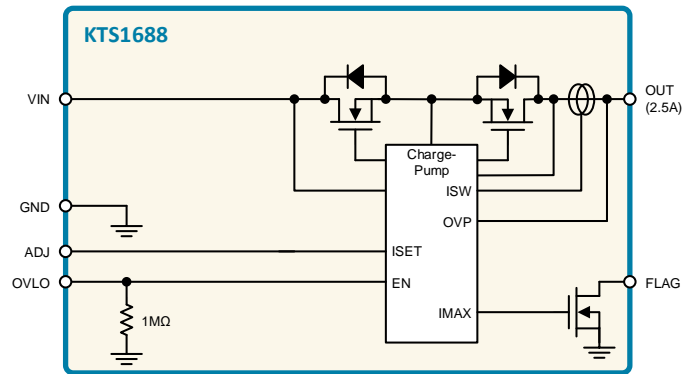 KTS1688
VIN
OUT
(2.5A)
Charge-
Pump
ISW
GND
OVP
ADJ
ISET
OVLO
EN
FLAG
IMAX
1MΩ